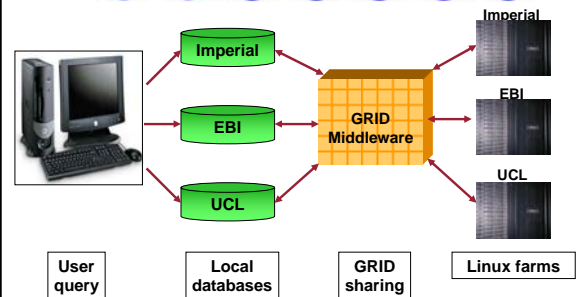 Imperial
Imperial
EBI
EBI
GRID
Middleware
UCL
UCL
User
query
Local
databases
GRID
sharing
Linux farms